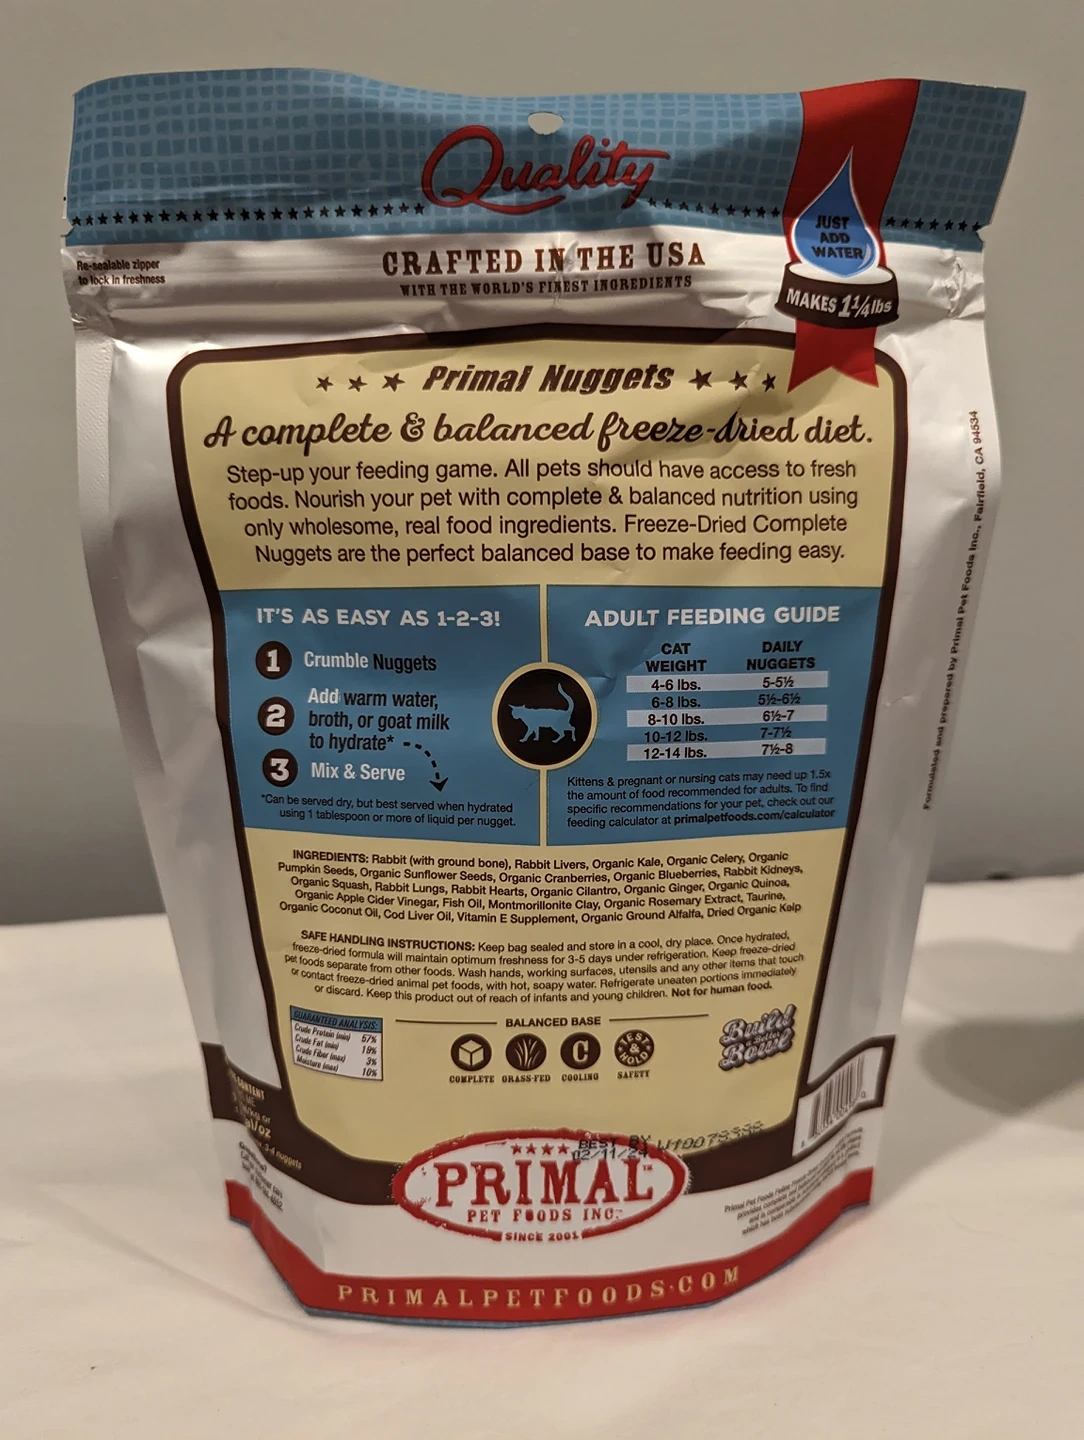 Quality
JUST
ADD
WATER
MAKES 1 1/4 lbs
Re-sealable zipper
to lock in freshness
CRAFTED IN THE USA
WITH THE WORLD'S FINEST INGREDIENTS
Primal Nuggets
A complete & balanced freeze-dried diet.
Step-up your feeding game. All pets should have access to fresh
foods. Nourish your pet with complete & balanced nutrition using
only wholesome, real food ingredients. Freeze-Dried Complete
Nuggets are the perfect balanced base to make feeding easy.
IT'S AS EASY AS 1-2-3!
1 Crumble Nuggets
2 Add warm water,
broth, or goat milk
to hydrate*
3 Mix & Serve
*Can be served dry, but best served when hydrated
using 1 tablespoon or more of liquid per nugget.
ADULT FEEDING GUIDE
CAT WEIGHT DAILY NUGGETS
4-6 lbs. 5-5½
6-8 lbs. 5½-6½
8-10 lbs. 6½-7
10-12 lbs. 7-7½
12-14 lbs. 7½-8
Kittens & pregnant or nursing cats may need up 1.5x
the amount of food recommended for adults. To find
specific recommendations for your pet, check out our
feeding calculator at primalpetfoods.com/calculator
INGREDIENTS: Rabbit (with ground bone), Rabbit Livers, Organic Kale, Organic Celery, Organic
Pumpkin Seeds, Organic Sunflower Seeds, Organic Cranberries, Organic Blueberries, Rabbit Kidneys,
Organic Squash, Rabbit Lungs, Rabbit Hearts, Organic Cilantro, Organic Ginger, Organic Quinoa,
Organic Apple Cider Vinegar, Fish Oil, Montmorillonite Clay, Organic Rosemary Extract, Taurine,
Organic Coconut Oil, Cod Liver Oil, Vitamin E Supplement, Organic Ground Alfalfa, Dried Organic Kelp
SAFE HANDLING INSTRUCTIONS: Keep bag sealed and store in a cool, dry place. Once hydrated,
freeze-dried formula will maintain optimum freshness for 3-5 days under refrigeration. Keep freeze-dried
pet foods separate from other foods. Wash hands, working surfaces, utensils and any other items that touch
or contact freeze-dried animal pet foods, with hot, soapy water. Refrigerate uneaten portions immediately
or discard. Keep this product out of reach of infants and young children. Not for human food.
GUARANTEED ANALYSIS:
Crude Protein (min) 57%
Crude Fat (min) 19%
Crude Fiber (max) 3%
Moisture (max) 10%
BALANCED BASE
COMPLETE GRASS-FED COOLING SAFETY
C
TEST & HOLD
Build
a Better
Bowl
Formulated and prepared by Primal Pet Foods Inc., Fairfield, CA 94534
BEST BY
02/11/24
PRIMAL™
PET FOODS INC.
SINCE 2001
PRIMALPETFOODS.COM